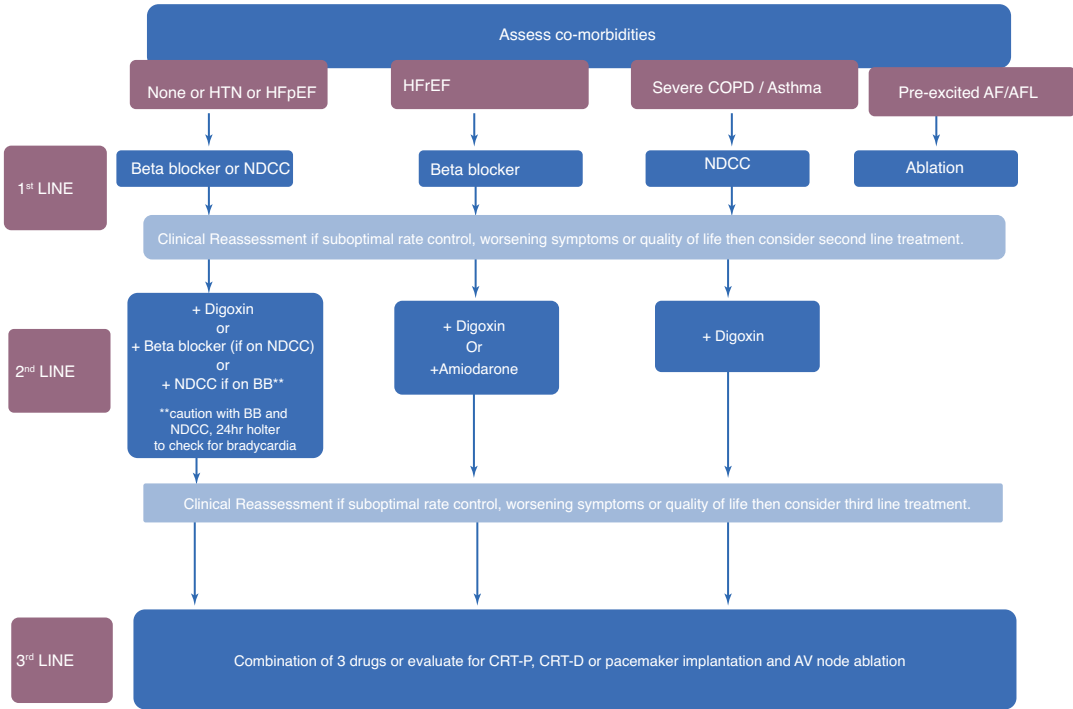 Assess co-morbidities
None or HTN or HFpEF
HFrEF
Severe COPD / Asthma
Pre-excited AF/AFL
1st LINE
Beta blocker or NDCC
Beta blocker
NDCC
Ablation
Clinical Reassessment if suboptimal rate control, worsening symptoms or quality of life then consider second line treatment.
2nd LINE
+ Digoxin
or
+ Beta blocker (if on NDCC)
or
+ NDCC if on BB**
**caution with BB and
NDCC, 24hr holter
to check for bradycardia
+ Digoxin
Or
+Amiodarone
+ Digoxin
Clinical Reassessment if suboptimal rate control, worsening symptoms or quality of life then consider third line treatment.
3rd LINE
Combination of 3 drugs or evaluate for CRT-P, CRT-D or pacemaker implantation and AV node ablation